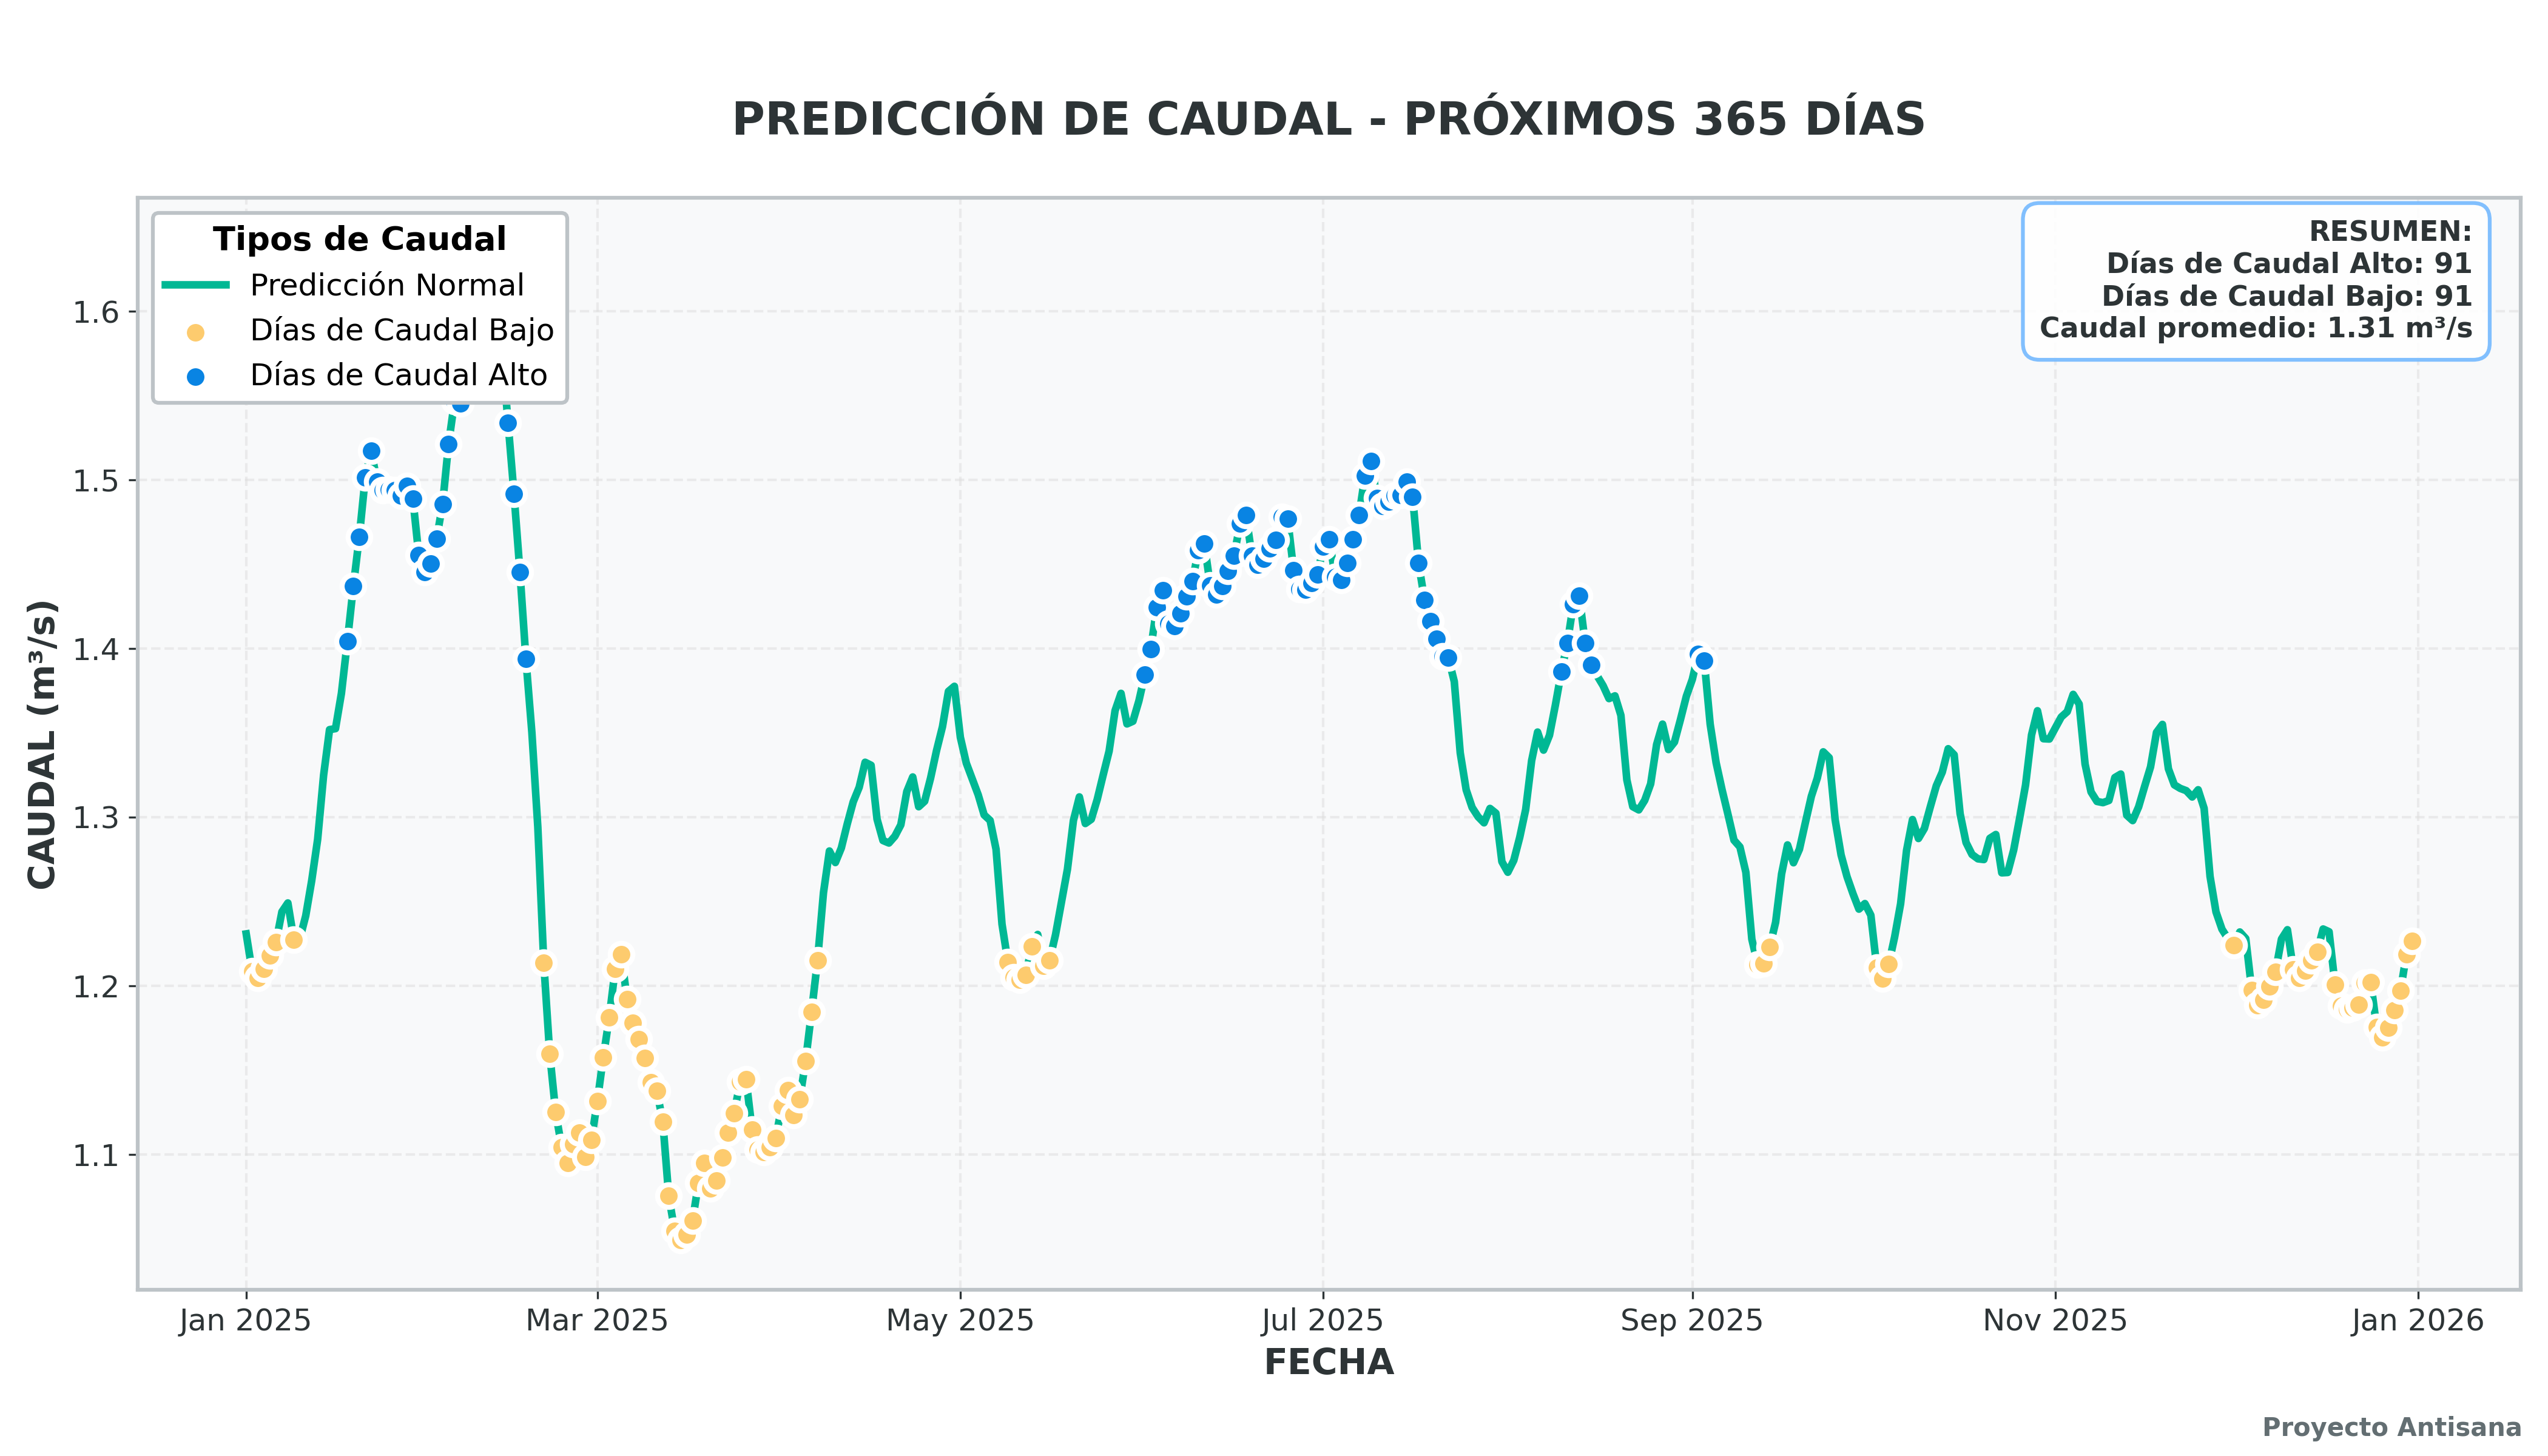 PREDICCIÓN DE CAUDAL - PRÓXIMOS 365 DÍAS
Tipos de Caudal
Predicción Normal
Días de Caudal Bajo
Días de Caudal Alto
RESUMEN:
Días de Caudal Alto: 91
Días de Caudal Bajo: 91
Caudal promedio: 1.31 m³/s
CAUDAL (m³/s)
1.6
1.5
1.4
1.3
1.2
1.1
Jan 2025
Mar 2025
May 2025
Jul 2025
Sep 2025
Nov 2025
Jan 2026
FECHA
Proyecto Antisana